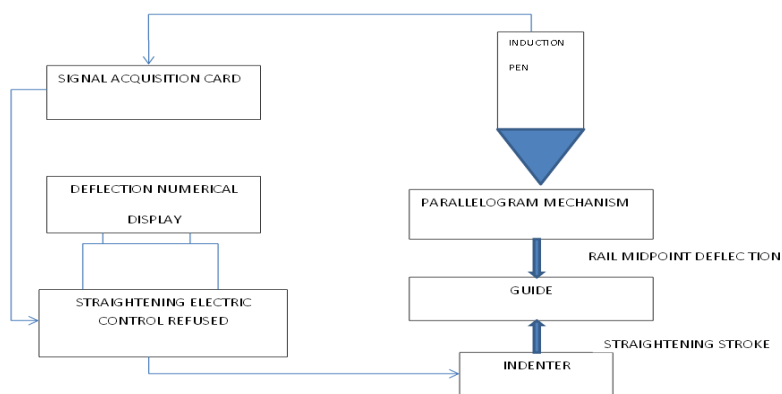 INDUCTION
PEN
SIGNAL ACQUISITION CARD
DEFLECTION NUMERICAL
DISPLAY
PARALLELOGRAM MECHANISM
RAIL MIDPOINT DEFLECTION
GUIDE
STRAIGHTENING ELECTRIC
CONTROL REFUSED
STRAIGHTENING STROKE
INDENTER